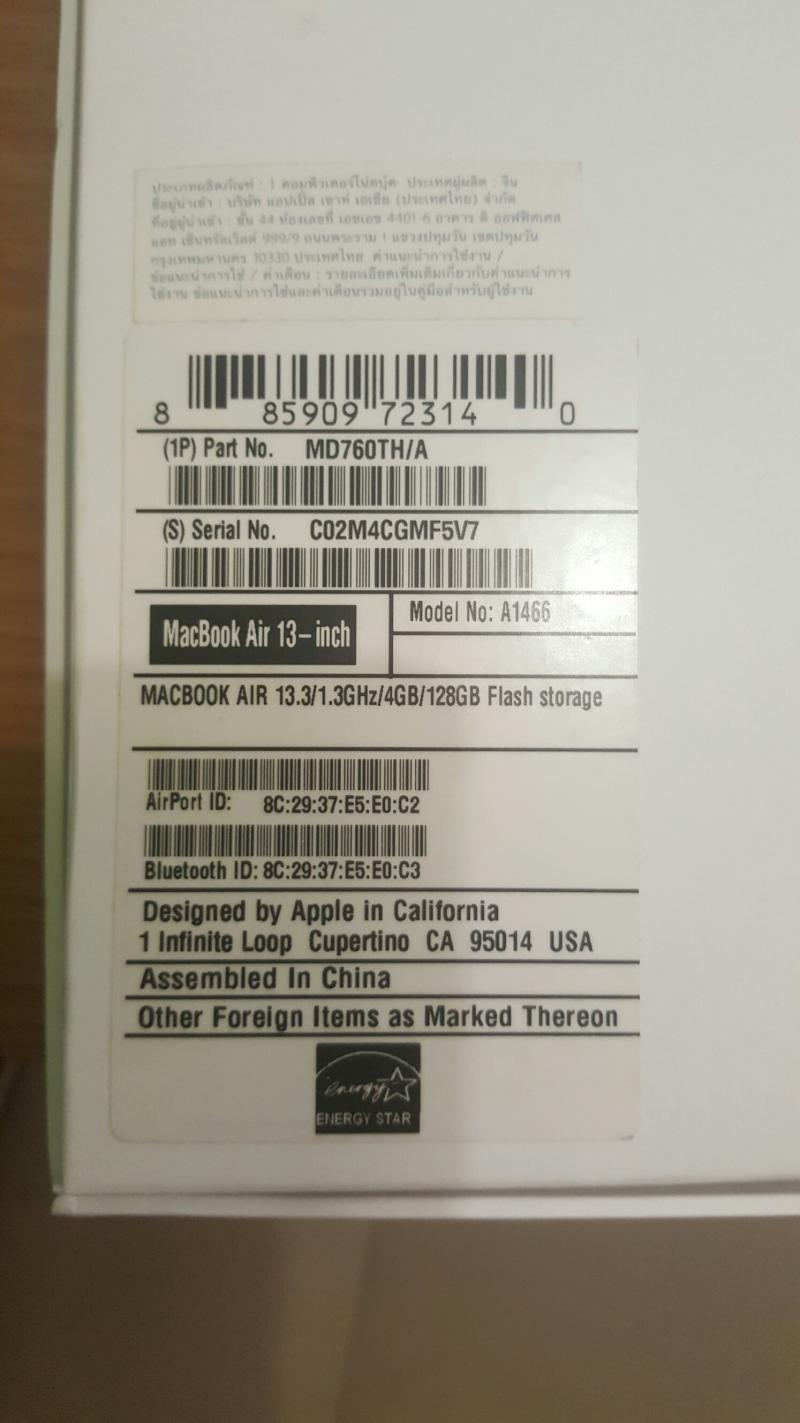 ประเภทผลิตภัณฑ์ : 1 คอมพิวเตอร์โน้ตบุ๊ค ประเทศผู้ผลิต : จีน
ชื่อผู้นำเข้า : บริษัท แอปเปิ้ล เซาท์ เอเชีย (ประเทศไทย) จำกัด
ที่อยู่ผู้นำเข้า : ชั้น 44 ห้องเลขที่ เอชเอช 4401-6 อาคาร ดิ ออฟฟิศเศส
แอท เซ็นทรัลเวิลด์ 999/9 ถนนพระราม 1 แขวงปทุมวัน เขตปทุมวัน
กรุงเทพมหานคร 10330 ประเทศไทย คำแนะนำการใช้งาน /
ข้อแนะนำการใช้ / คำเตือน : รายละเอียดเพิ่มเติมเกี่ยวกับคำแนะนำการ
ใช้งาน ข้อแนะนำการใช้และคำเตือนรวมอยู่ในคู่มือสำหรับผู้ใช้งาน
8 85909 72314 0
(1P) Part No. MD760TH/A
(S) Serial No. C02M4CGMF5V7
MacBook Air 13-inch
Model No: A1466
MACBOOK AIR 13.3/1.3GHz/4GB/128GB Flash storage
AirPort ID: 8C:29:37:E5:E0:C2
Bluetooth ID: 8C:29:37:E5:E0:C3
Designed by Apple in California
1 Infinite Loop Cupertino CA 95014 USA
Assembled In China
Other Foreign Items as Marked Thereon
energy
ENERGY STAR